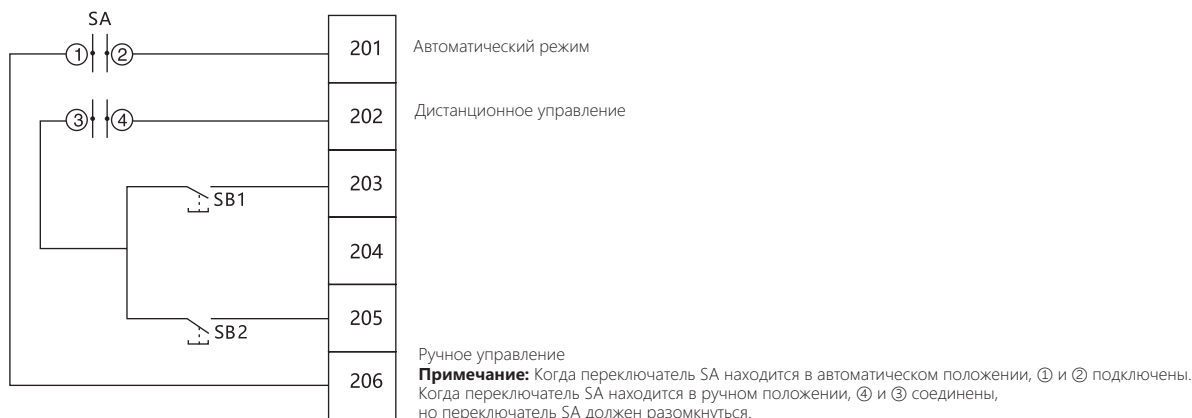 SA
① ② 201 Автоматический режим
③ ④ 202 Дистанционное управление
SB1 203
204
SB2 205
Ручное управление
206 Примечание: Когда переключатель SA находится в автоматическом положении, ① и ② подключены.
Когда переключатель SA находится в ручном положении, ④ и ③ соединены,
но переключатель SA должен разомкнуться.